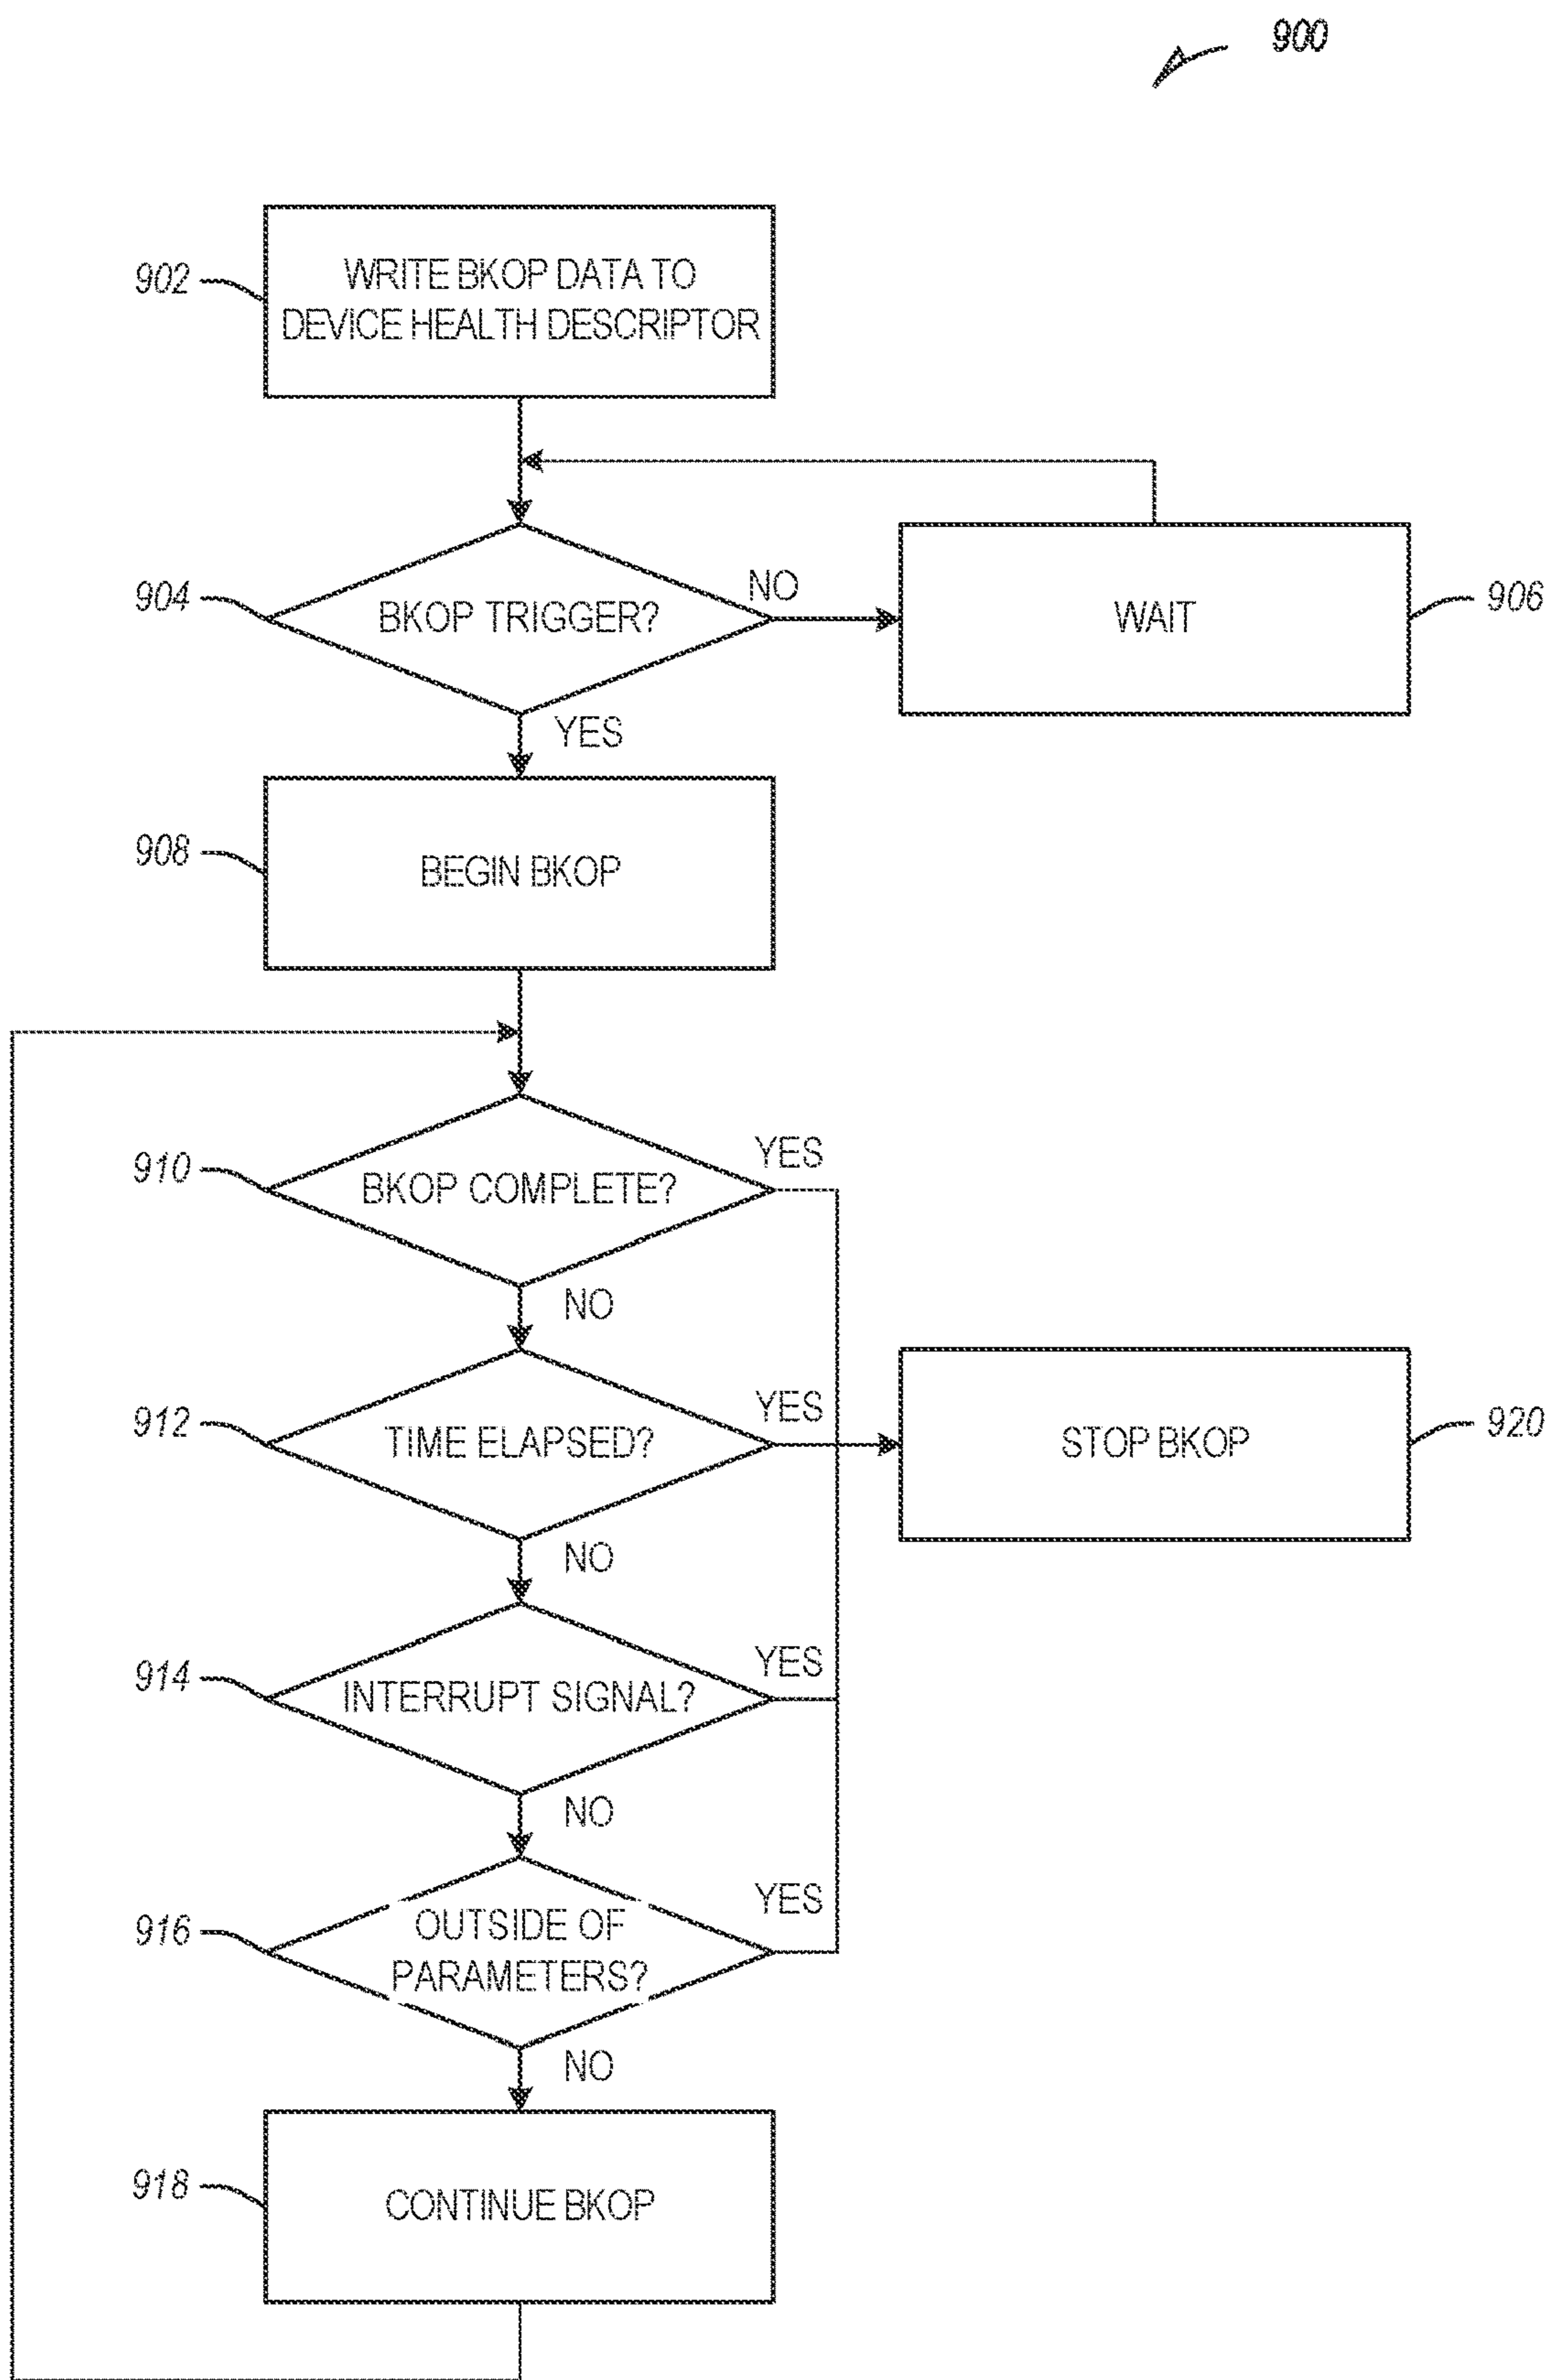 900
902
WRITE BKOP DATA TO
DEVICE HEALTH DESCRIPTOR
904
BKOP TRIGGER?
NO
WAIT
906
YES
908
BEGIN BKOP
910
BKOP COMPLETE?
YES
NO
912
TIME ELAPSED?
YES
STOP BKOP
920
NO
914
INTERRUPT SIGNAL?
YES
NO
916
OUTSIDE OF
PARAMETERS?
YES
NO
918
CONTINUE BKOP